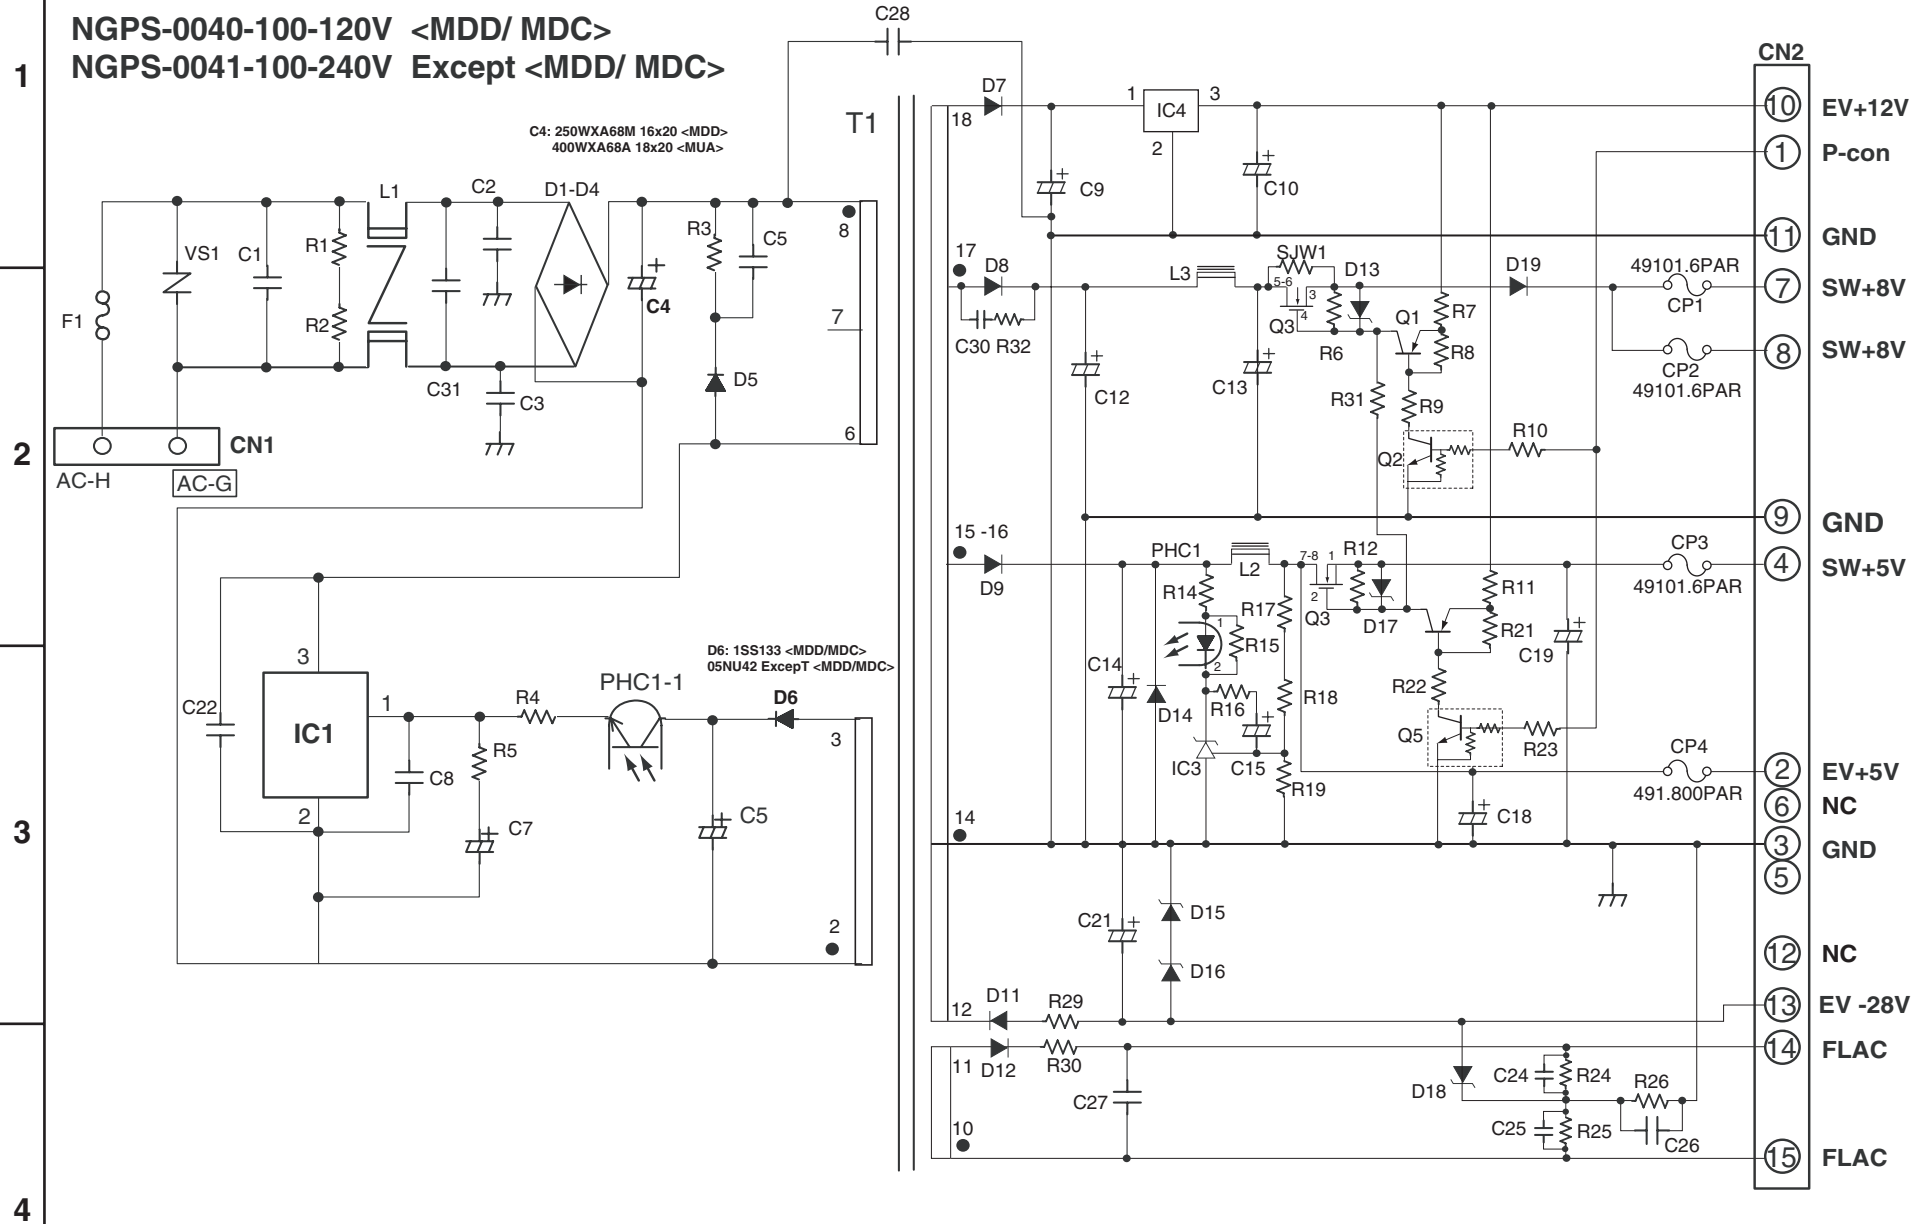 NGPS-0040-100-120V <MDD/ MDC>
NGPS-0041-100-240V Except <MDD/ MDC>
1
2
3
4
C4: 250WXA68M 16x20 <MDD>
400WXA68A 18x20 <MUA>
T1
C28
F1
VS1
C1
R1
R2
L1
C2
C31
C3
D1-D4
C4
R3
C5
D5
8
7
6
CN1
AC-H
AC-G
C22
3
IC1
1
2
C8
R5
C7
R4
PHC1-1
D6: 1SS133 <MDD/MDC>
05NU42 ExcepT <MDD/MDC>
D6
C5
3
2
18
D7
C9
1
IC4
3
2
C10
17
D8
C30 R32
C12
L3
C13
SJW1
5-6
3
4
Q3
R6
D13
R31
Q1
R7
R8
R9
Q2
R10
D19
49101.6PAR
CP1
CP2
49101.6PAR
15 -16
D9
C14
D14
PHC1
R14
1
2
R15
R16
IC3
C15
L2
R17
R18
R19
7-8
1
2
Q3
R12
D17
R11
R21
R22
Q5
R23
C19
C18
CP3
49101.6PAR
CP4
491.800PAR
14
C21
D15
D16
12
D11
R29
11
D12
R30
C27
10
D18
C24
R24
C25
R25
R26
C26
CN2
10 EV+12V
1 P-con
11 GND
7 SW+8V
8 SW+8V
9 GND
4 SW+5V
2 EV+5V
6 NC
3 GND
5
12 NC
13 EV -28V
14 FLAC
15 FLAC